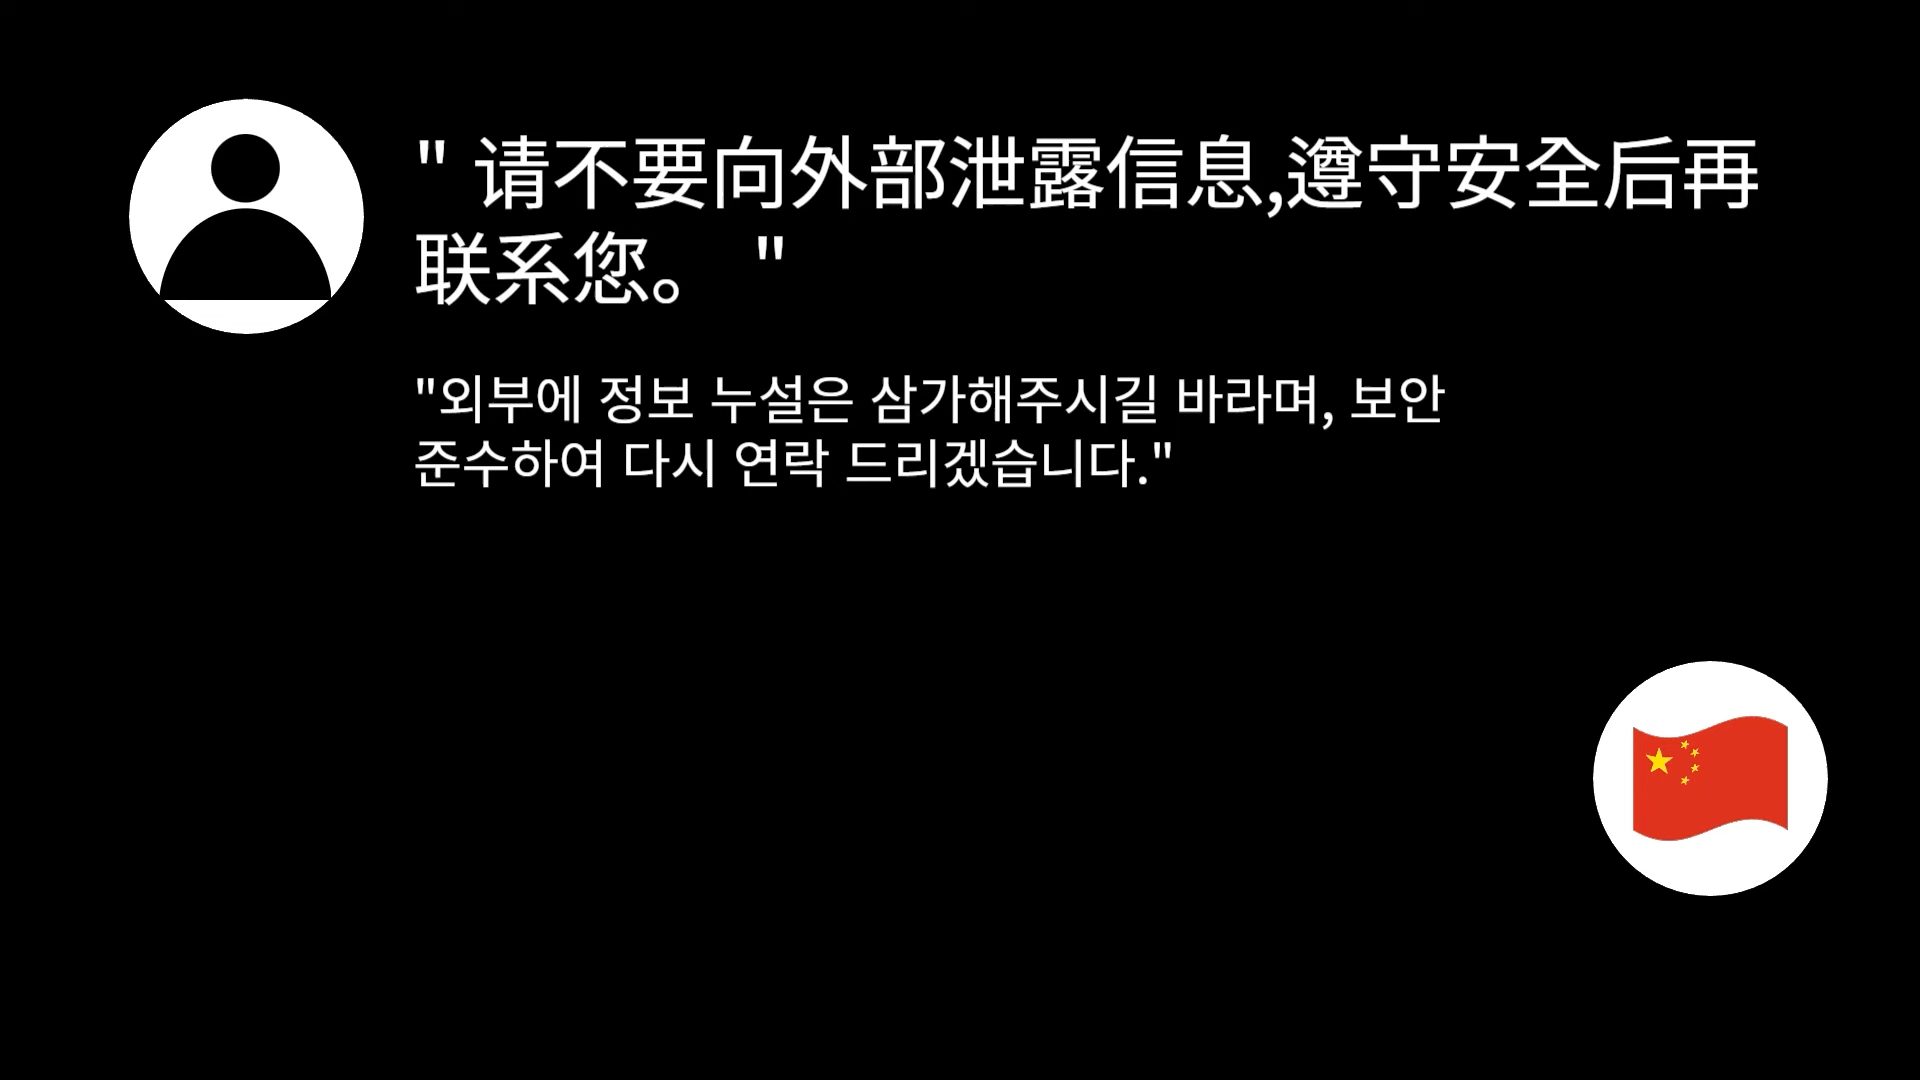 " 请不要向外部泄露信息,遵守安全后再
联系您。 "
"외부에 정보 누설은 삼가해주시길 바라며, 보안
준수하여 다시 연락 드리겠습니다."